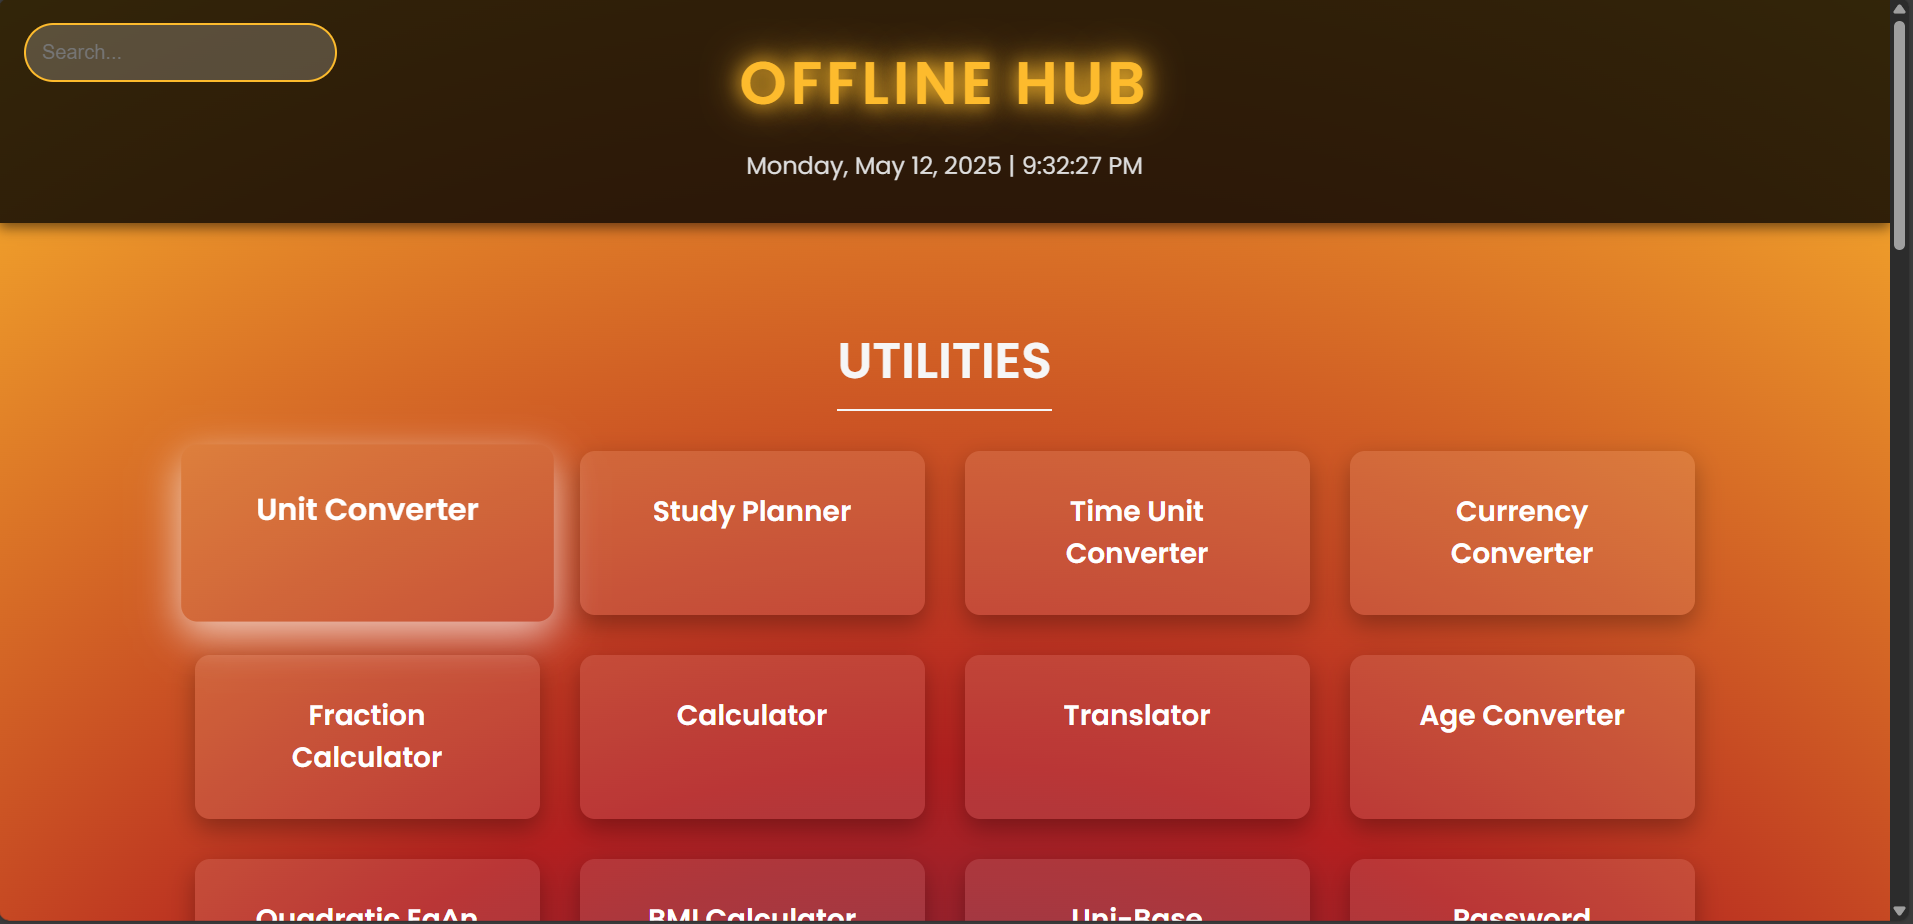 Search...
OFFLINE HUB
Monday, May 12, 2025 | 9:32:27 PM
UTILITIES
Unit Converter
Study Planner
Time Unit
Converter
Currency
Converter
Fraction
Calculator
Calculator
Translator
Age Converter
Quadratic EqAn
BMI Calculator
Uni-Base
Password